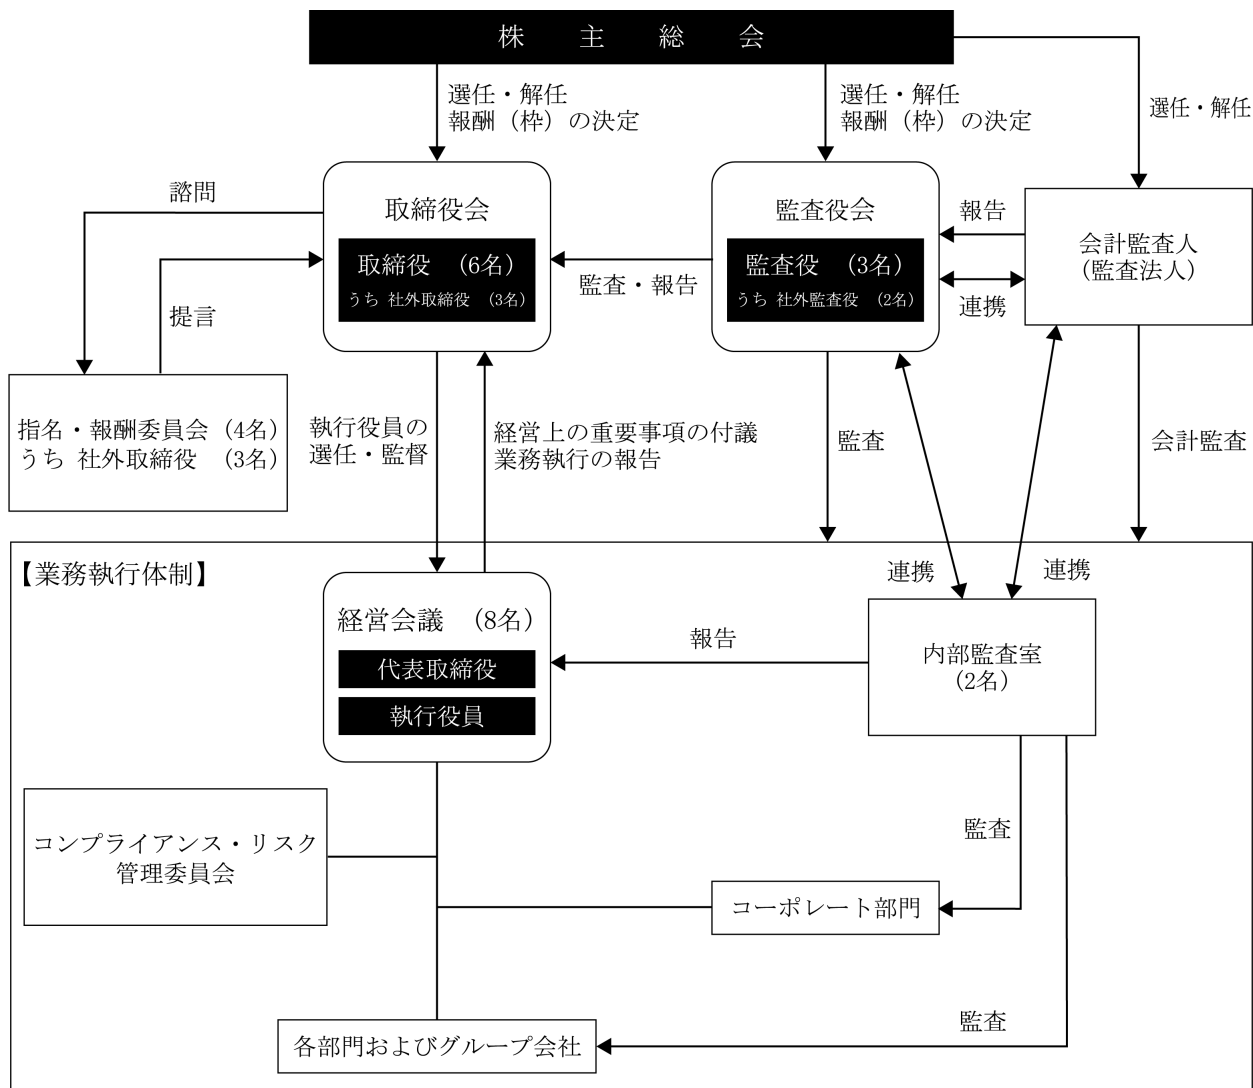 株主総会
選任・解任
報酬（枠）の決定
選任・解任
報酬（枠）の決定
選任・解任
諮問
取締役会
取締役 （6名）
うち 社外取締役 （3名）
監査・報告
監査役会
監査役 （3名）
うち 社外監査役 （2名）
報告
連携
会計監査人
（監査法人）
提言
指名・報酬委員会（4名）
うち 社外取締役 （3名）
執行役員の
選任・監督
経営上の重要事項の付議
業務執行の報告
監査
会計監査
【業務執行体制】
連携
連携
経営会議 （8名）
代表取締役
執行役員
報告
内部監査室
（2名）
コンプライアンス・リスク
管理委員会
監査
コーポレート部門
監査
各部門およびグループ会社